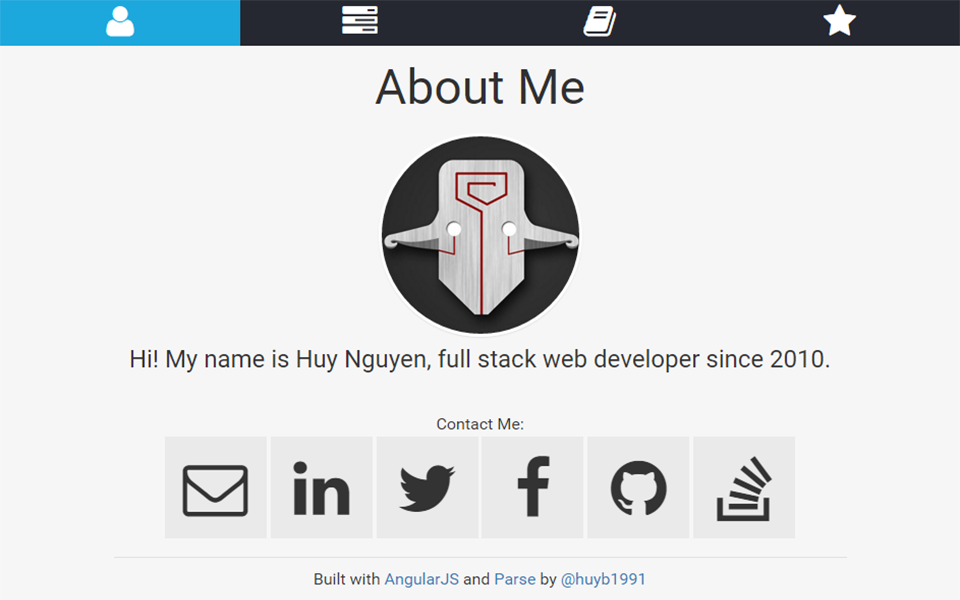 About Me
Hi! My name is Huy Nguyen, full stack web developer since 2010.
Contact Me:
in
Built with AngularJS and Parse by @huyb1991